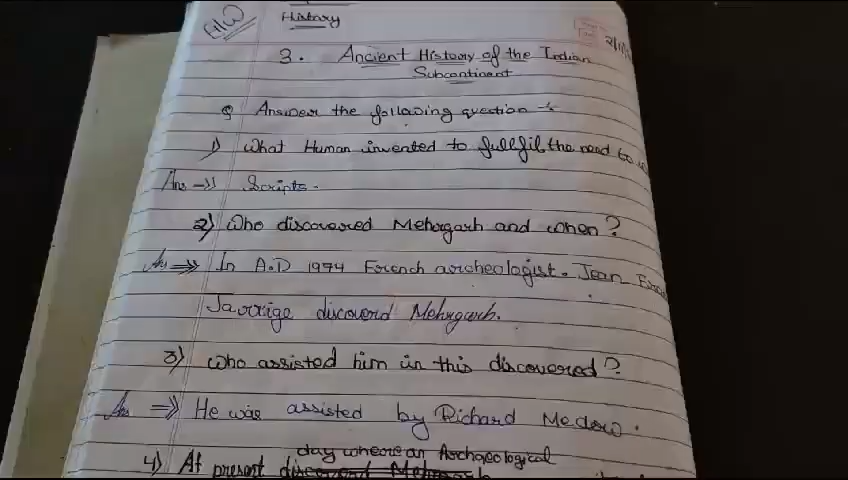 H/W
History
3. Ancient History of the Indian
Subcontinent
Q Answer the following question →
1) What Human invented to fullfil the need to
Ans →)) Scripts.
2) Who discovered Mehrgarh and when?
Ans ⇒ In A.D 1974 French archeologist. Jean
Jarrige discoverd Mehrgarh.
3) Who assisted him in this discovered?
Ans ⇒ He was assisted by Richard Medow.
day where an Archaeological
4) At present